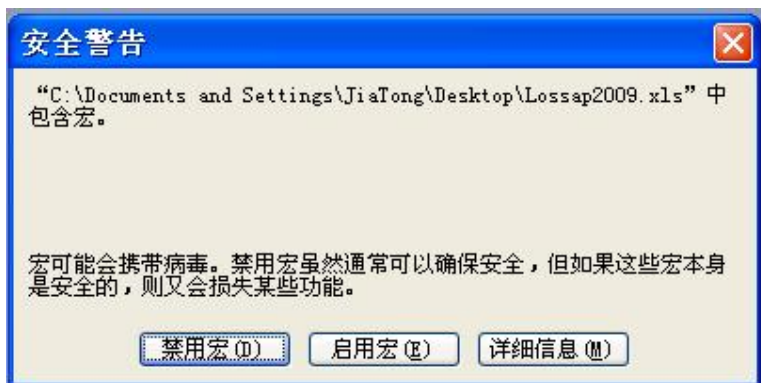 安全警告
“C:\Documents and Settings\JiaTong\Desktop\Lossap2009.xls”中
包含宏。
宏可能会携带病毒。禁用宏虽然通常可以确保安全，但如果这些宏本身
是安全的，则又会损失某些功能。
禁用宏(D) 启用宏(E) 详细信息(M)